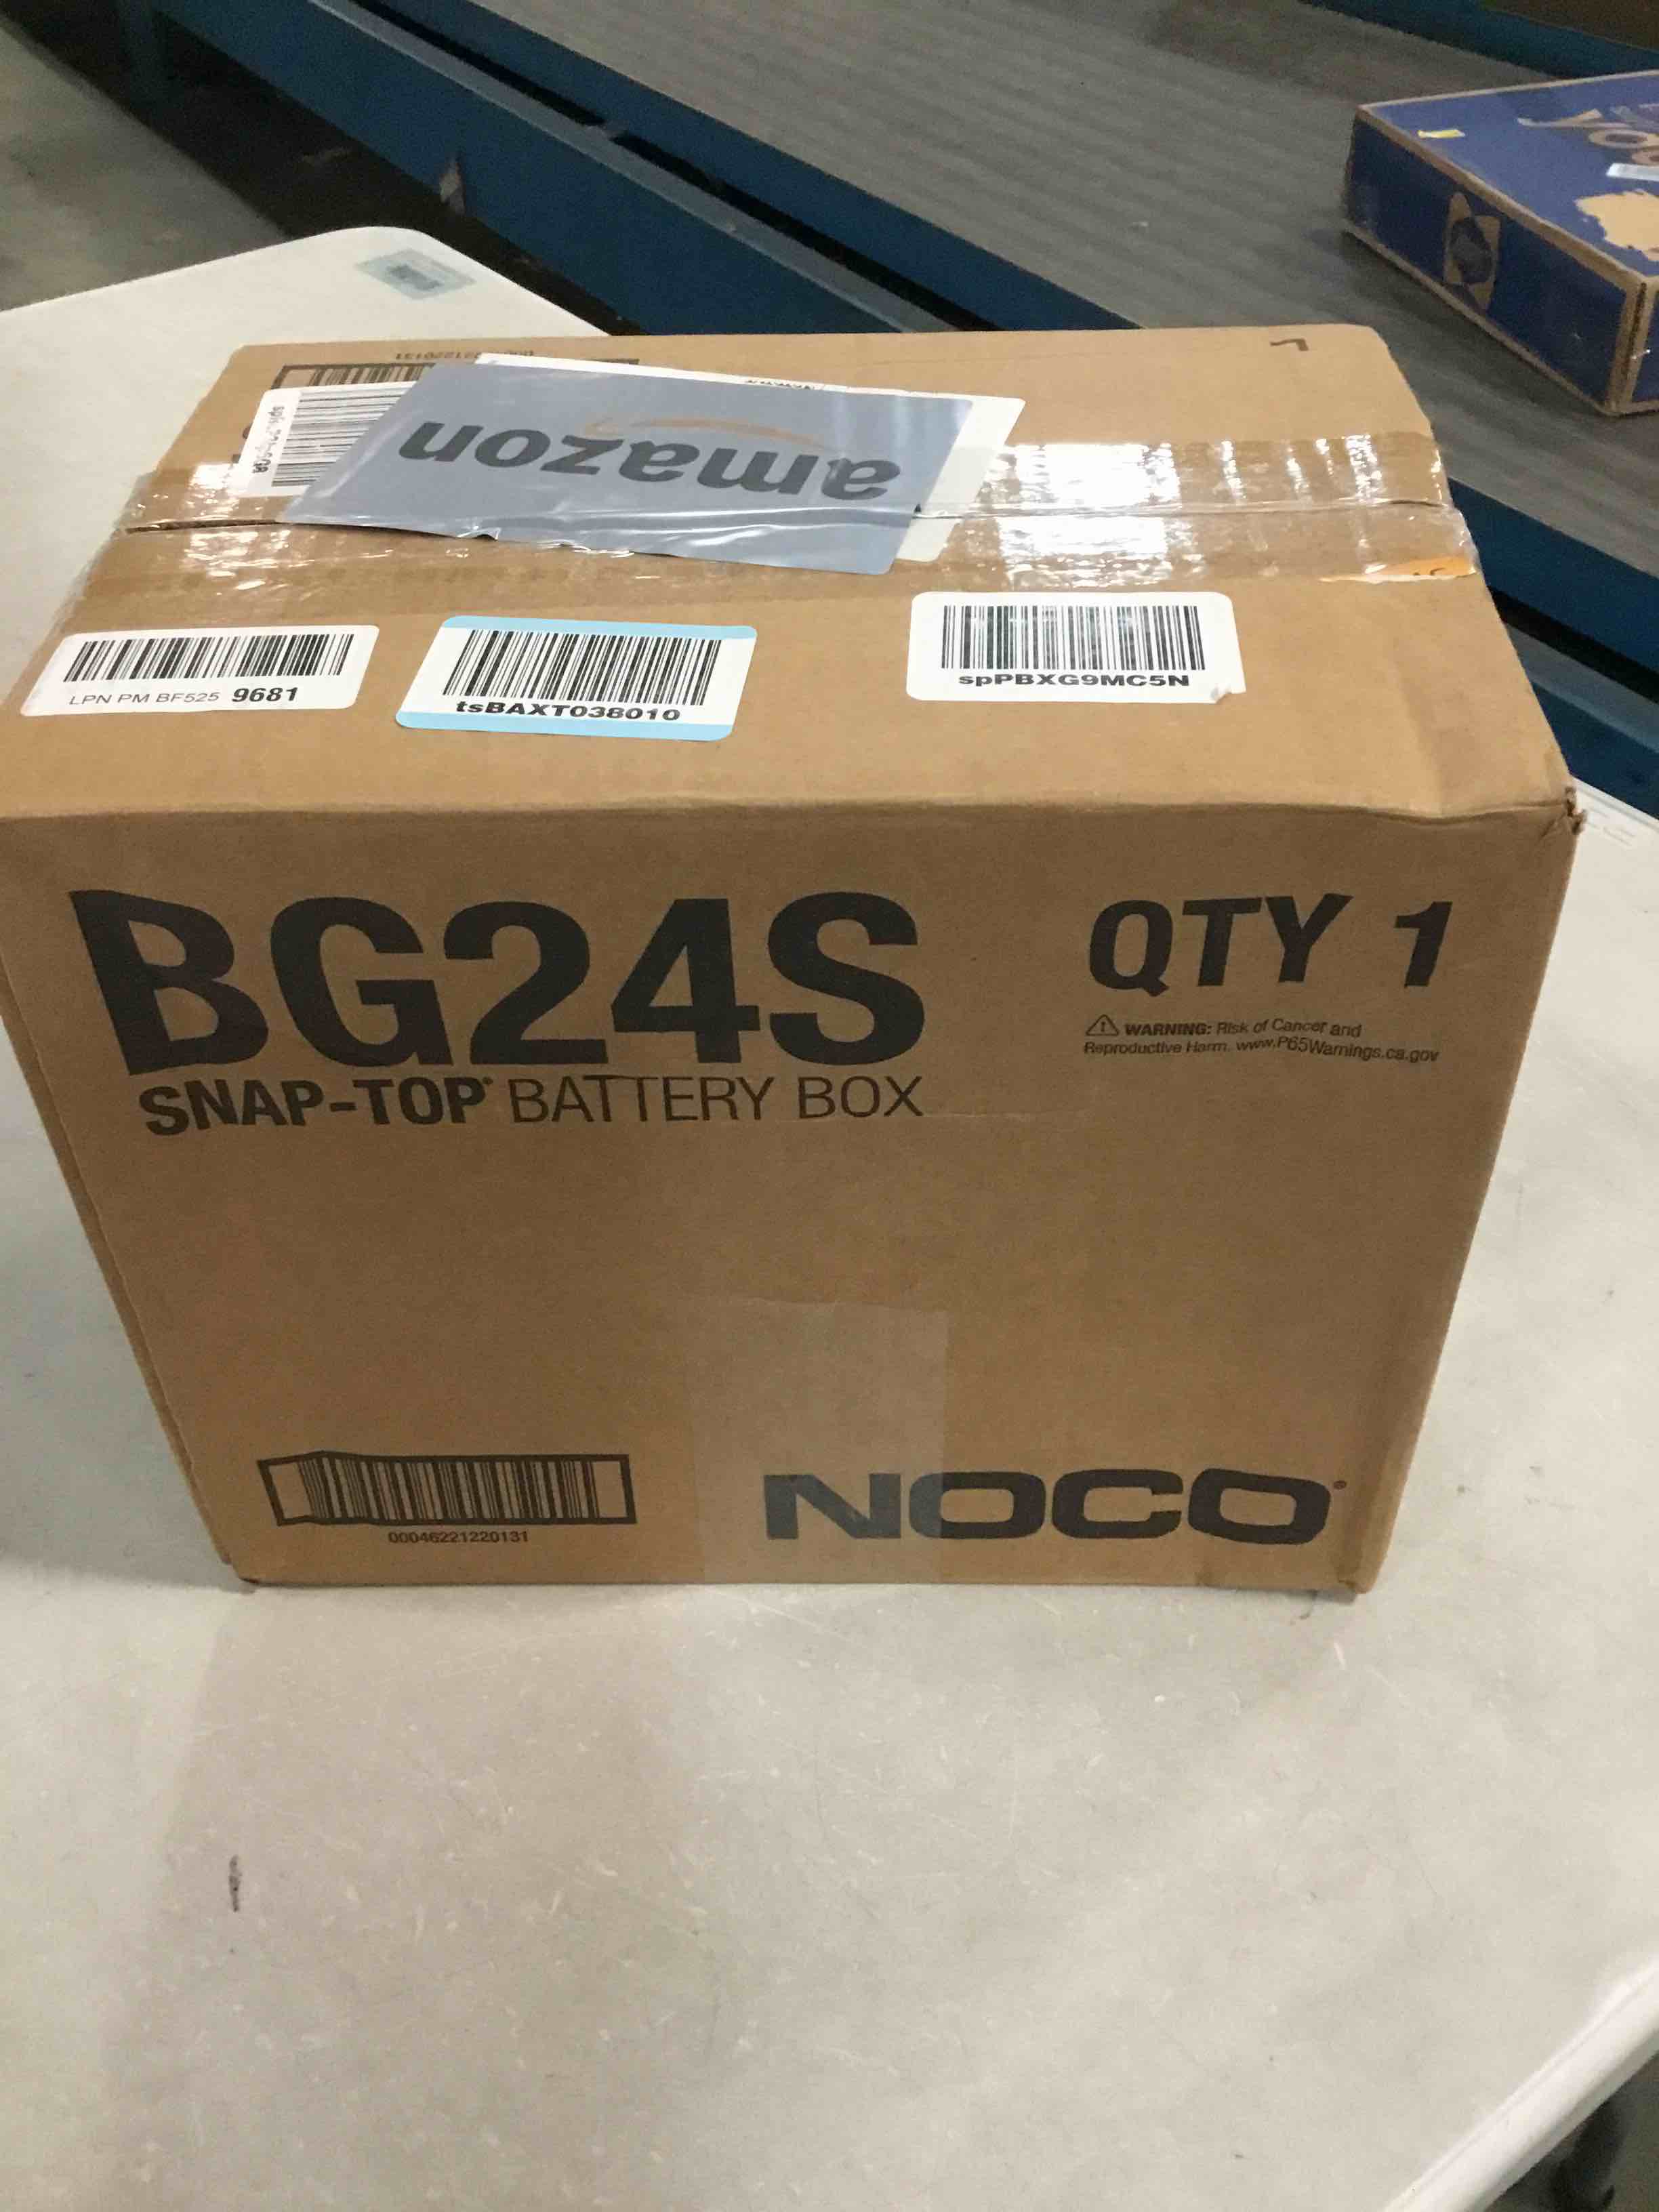 amazon
LPN PM BF525 9681
tsBAXT038010
spPBXG9MC5N
BG24S
QTY 1
WARNING: Risk of Cancer and
Reproductive Harm. www.P65Warnings.ca.gov
SNAP-TOP® BATTERY BOX
00046221220131
NOCO®